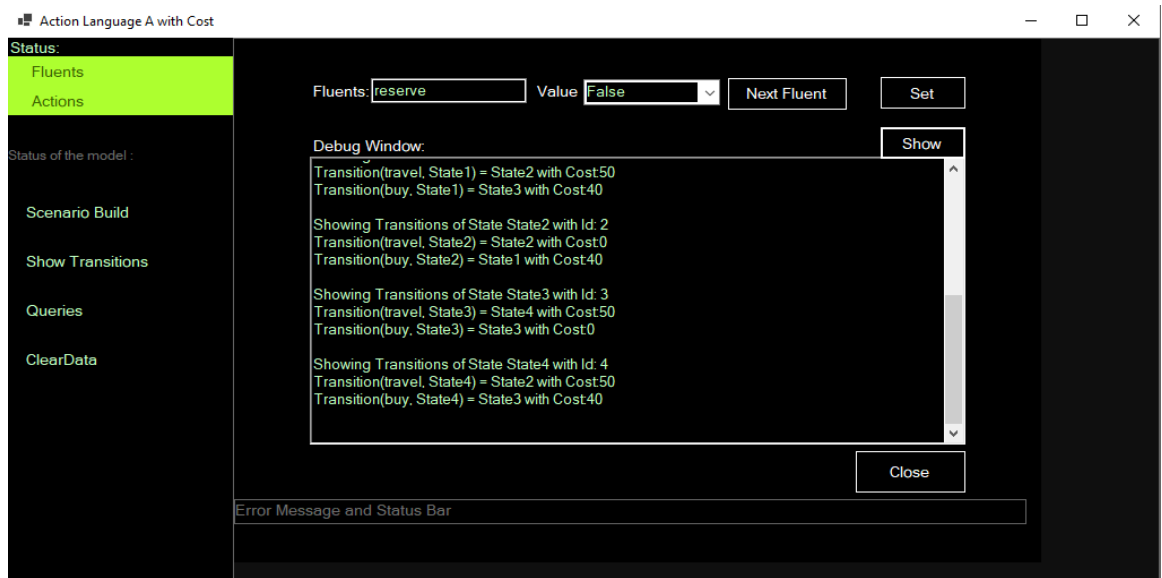 Action Language A with Cost
Status:
Fluents
Actions
Status of the model :
Scenario Build
Show Transitions
Queries
ClearData
Fluents: reserve Value False Next Fluent Set
Debug Window: Show
Transition(travel, State1) = State2 with Cost:50
Transition(buy, State1) = State3 with Cost:40
Showing Transitions of State State2 with Id: 2
Transition(travel, State2) = State2 with Cost:0
Transition(buy, State2) = State1 with Cost:40
Showing Transitions of State State3 with Id: 3
Transition(travel, State3) = State4 with Cost:50
Transition(buy, State3) = State3 with Cost:0
Showing Transitions of State State4 with Id: 4
Transition(travel, State4) = State2 with Cost:50
Transition(buy, State4) = State3 with Cost:40
Close
Error Message and Status Bar